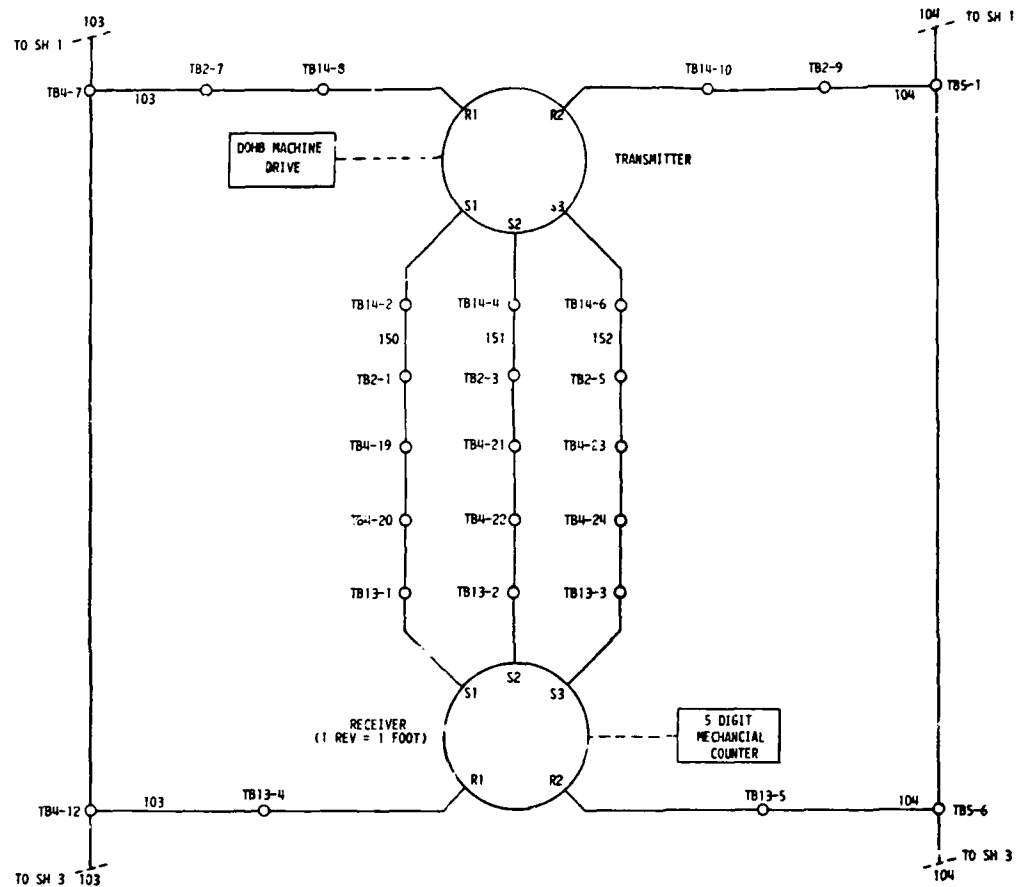 103
TO SH 1
104
TO SH 1
TB4-7
103
TB2-7
TB14-8
R1
R2
TB14-10
TB2-9
104
TB5-1
DOHB MACHINE
DRIVE
TRANSMITTER
S1
S2
S3
TB14-2
TB14-4
TB14-6
150
151
152
TB2-1
TB2-3
TB2-5
TB4-19
TB4-21
TB4-23
TB4-20
TB4-22
TB4-24
TB13-1
TB13-2
TB13-3
S1
S2
S3
RECEIVER
(1 REV = 1 FOOT)
5 DIGIT
MECHANCIAL
COUNTER
R1
R2
TB4-12
103
TB13-4
TB13-5
104
TB5-6
TO SH 3
103
TO SH 3
104